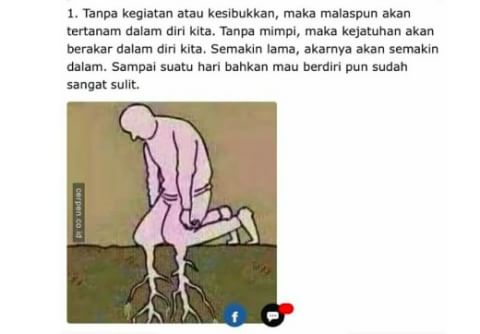 1. Tanpa kegiatan atau kesibukkan, maka malaspun akan
tertanam dalam diri kita. Tanpa mimpi, maka kejatuhan akan
berakar dalam diri kita. Semakin lama, akarnya akan semakin
dalam. Sampai suatu hari bahkan mau berdiri pun sudah
sangat sulit.
cerpen.co.id
f